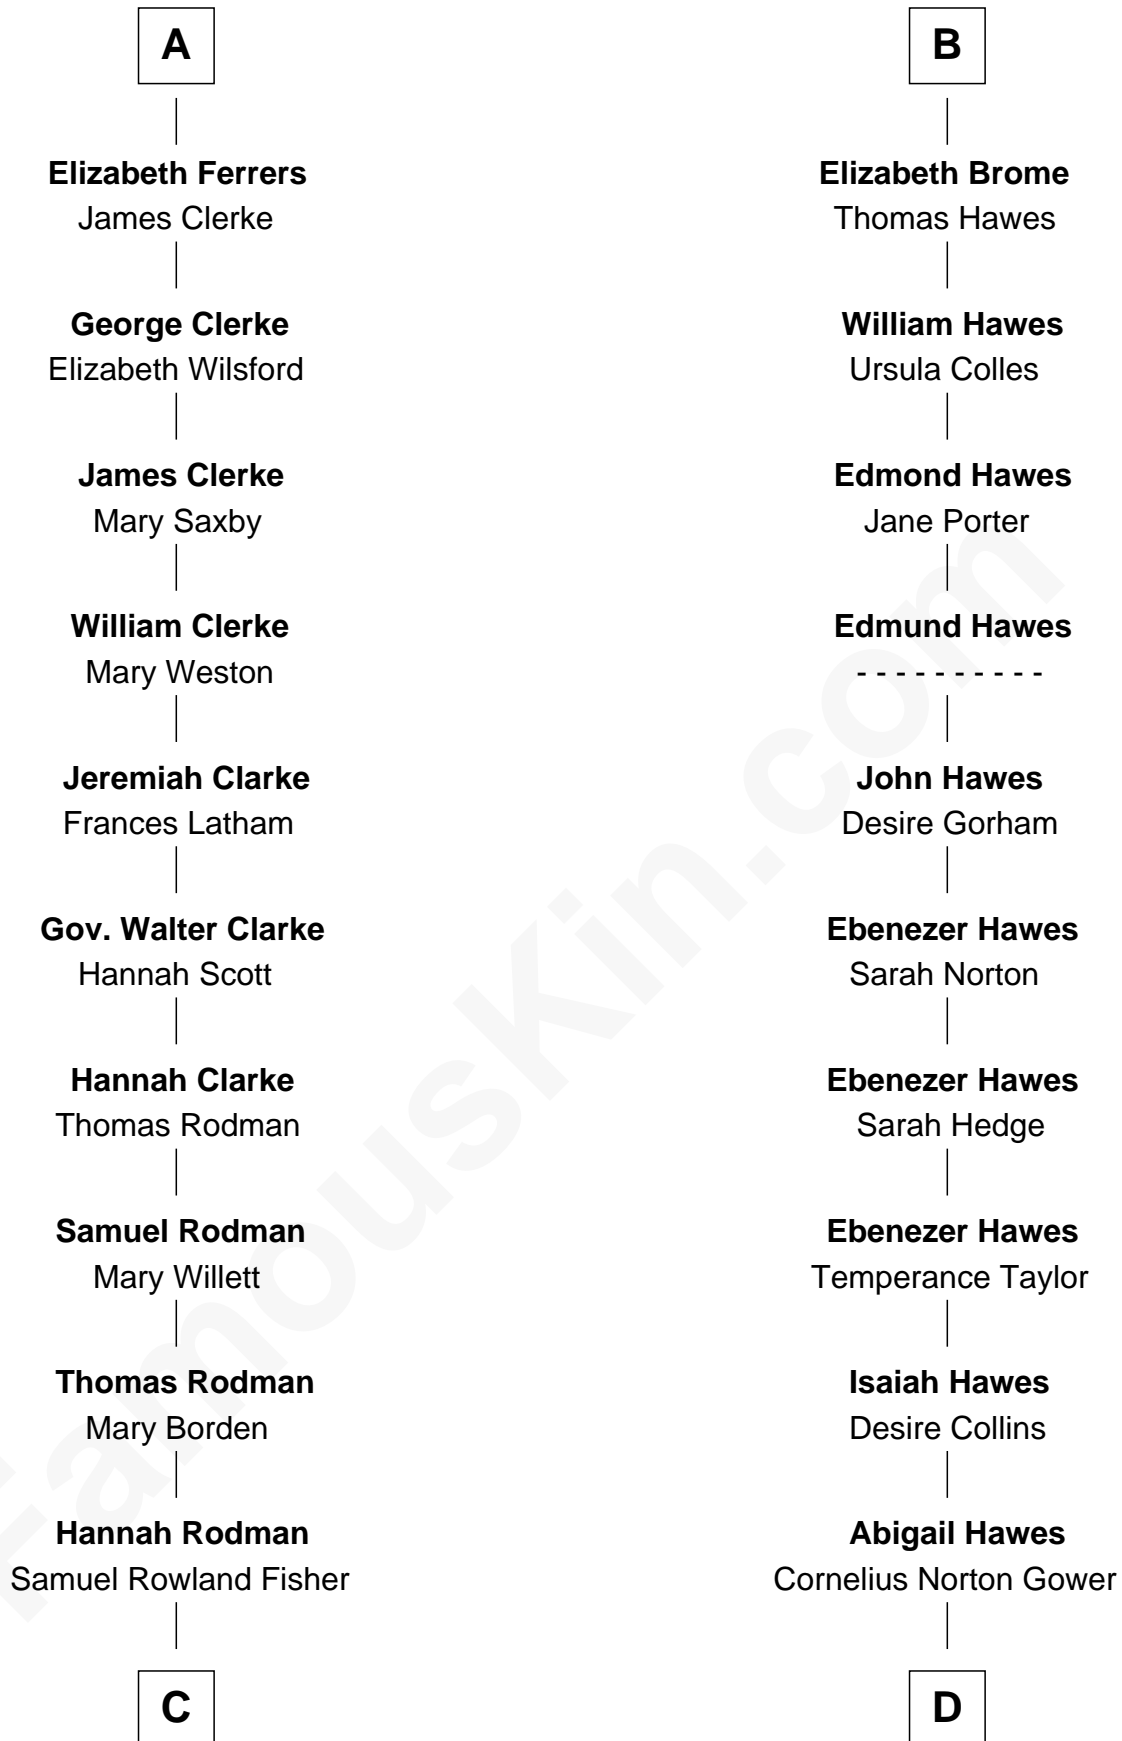 A
Elizabeth Ferrers
James Clerke
George Clerke
Elizabeth Wilsford
James Clerke
Mary Saxby
William Clerke
Mary Weston
Jeremiah Clarke
Frances Latham
Gov. Walter Clarke
Hannah Scott
Hannah Clarke
Thomas Rodman
Samuel Rodman
Mary Willett
Thomas Rodman
Mary Borden
Hannah Rodman
Samuel Rowland Fisher
C
B
Elizabeth Brome
Thomas Hawes
William Hawes
Ursula Colles
Edmond Hawes
Jane Porter
Edmund Hawes
- - - - - - - - - -
John Hawes
Desire Gorham
Ebenezer Hawes
Sarah Norton
Ebenezer Hawes
Sarah Hedge
Ebenezer Hawes
Temperance Taylor
Isaiah Hawes
Desire Collins
Abigail Hawes
Cornelius Norton Gower
D
FamousKin.com